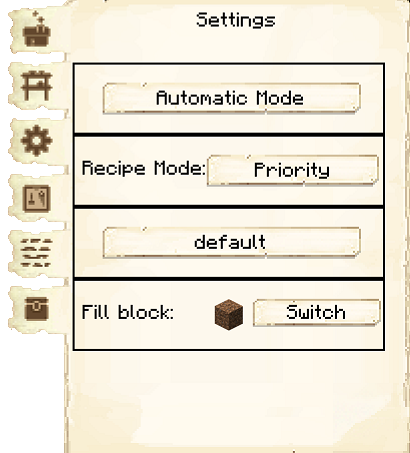 Settings
Automatic Mode
Recipe Mode: Priority
default
Fill block: Switch